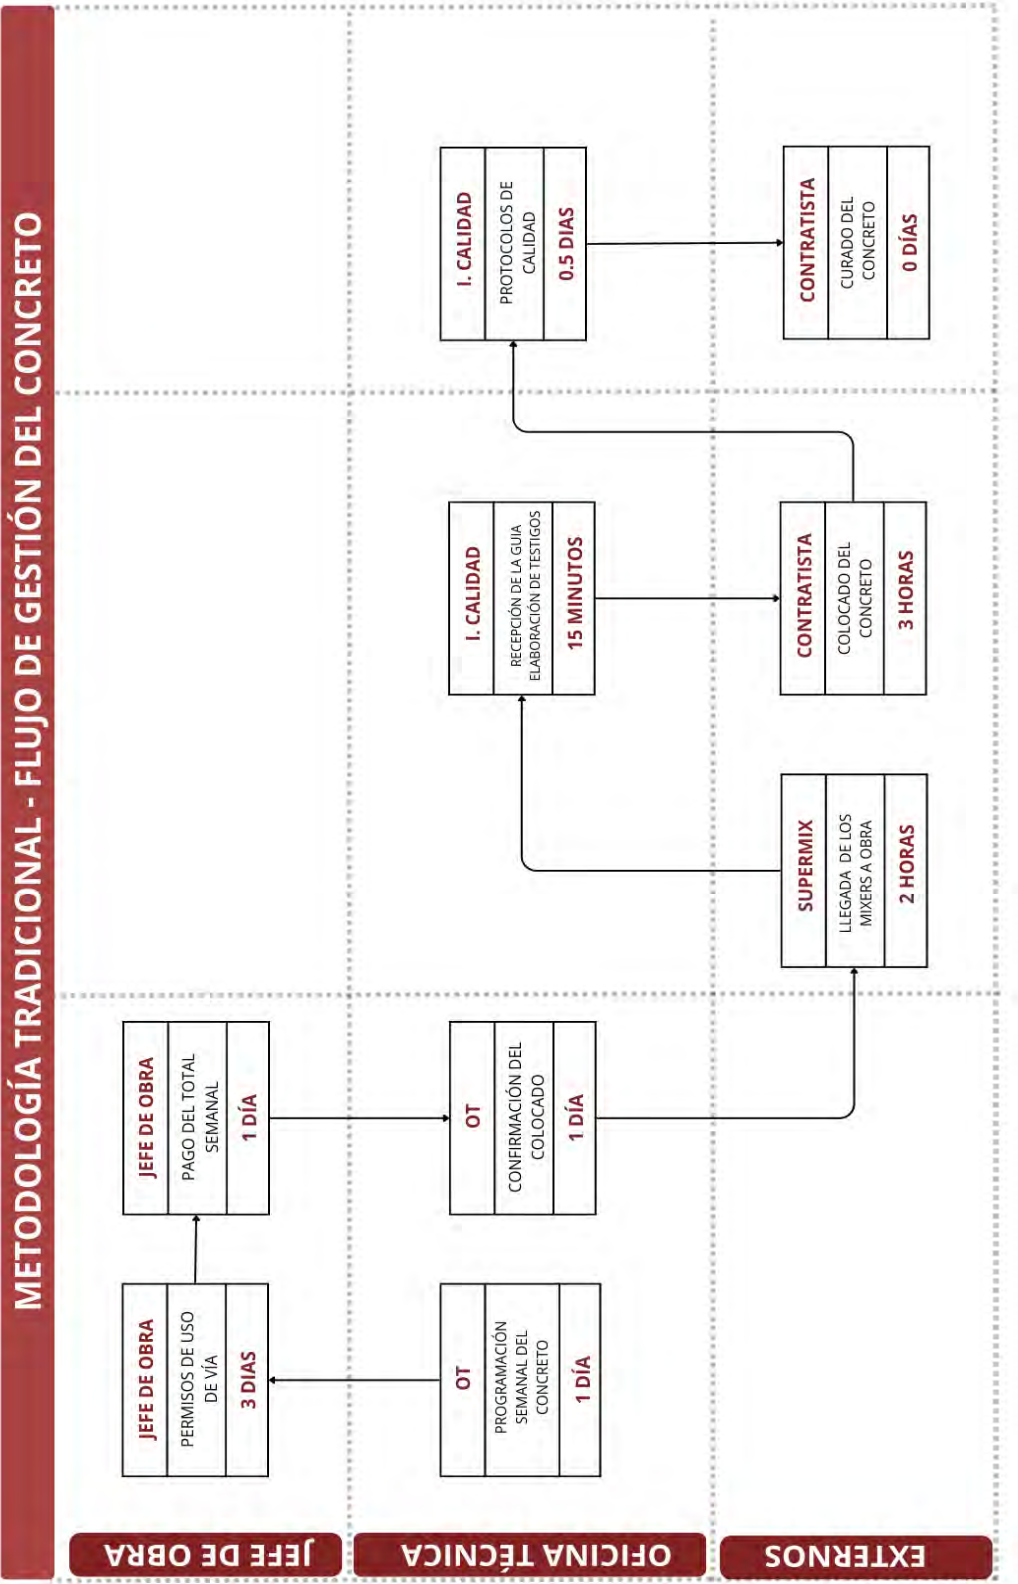 METODOLOGÍA TRADICIONAL - FLUJO DE GESTIÓN DEL CONCRETO
JEFE DE OBRA
JEFE DE OBRA
PERMISOS DE USO
DE VÍA
3 DIAS
JEFE DE OBRA
PAGO DEL TOTAL
SEMANAL
1 DÍA
OFICINA TÉCNICA
OT
PROGRAMACIÓN
SEMANAL DEL
CONCRETO
1 DÍA
OT
CONFIRMACIÓN DEL
COLOCADO
1 DÍA
I. CALIDAD
RECEPCIÓN DE LA GUIA
ELABORACIÓN DE TESTIGOS
15 MINUTOS
I. CALIDAD
PROTOCOLOS DE
CALIDAD
0.5 DIAS
EXTERNOS
SUPERMIX
LLEGADA DE LOS
MIXERS A OBRA
2 HORAS
CONTRATISTA
COLOCADO DEL
CONCRETO
3 HORAS
CONTRATISTA
CURADO DEL
CONCRETO
0 DÍAS